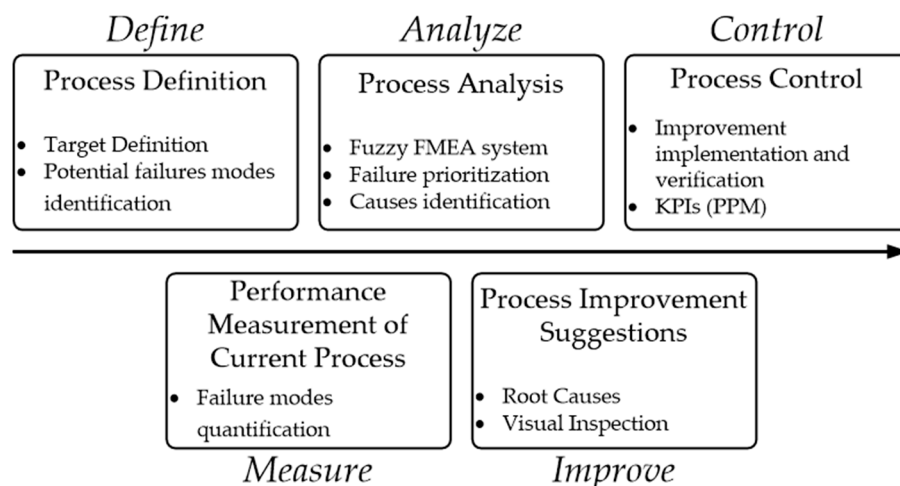 Define
Process Definition
• Target Definition
• Potential failures modes
identification
Analyze
Process Analysis
• Fuzzy FMEA system
• Failure prioritization
• Causes identification
Control
Process Control
• Improvement
implementation and
verification
• KPIs (PPM)
Performance
Measurement of
Current Process
• Failure modes
quantification
Measure
Process Improvement
Suggestions
• Root Causes
• Visual Inspection
Improve